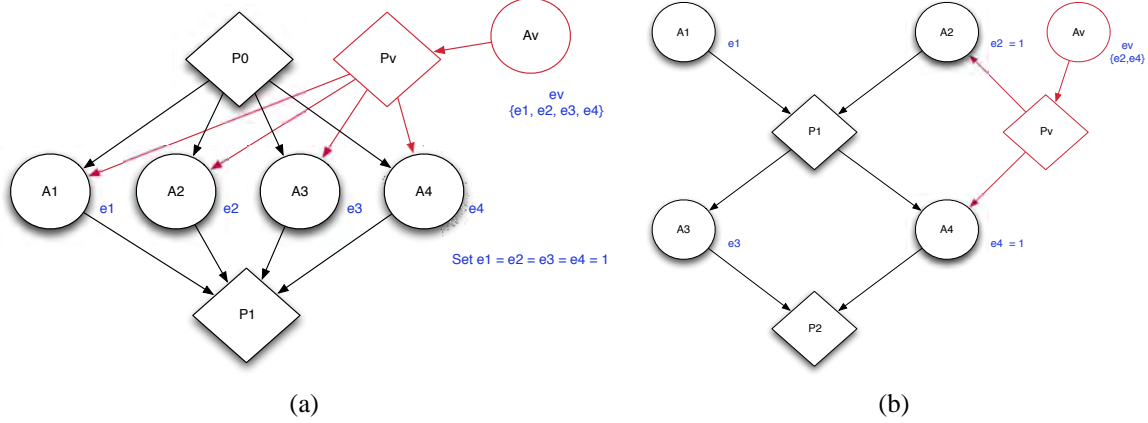 P0
Pv
Av
ev
{e1, e2, e3, e4}
A1
A2
A3
A4
e1
e2
e3
e4
Set e1 = e2 = e3 = e4 = 1
P1
(a)
A1
e1
A2
e2 = 1
Av
ev
{e2,e4}
P1
Pv
A3
e3
A4
e4 = 1
P2
(b)